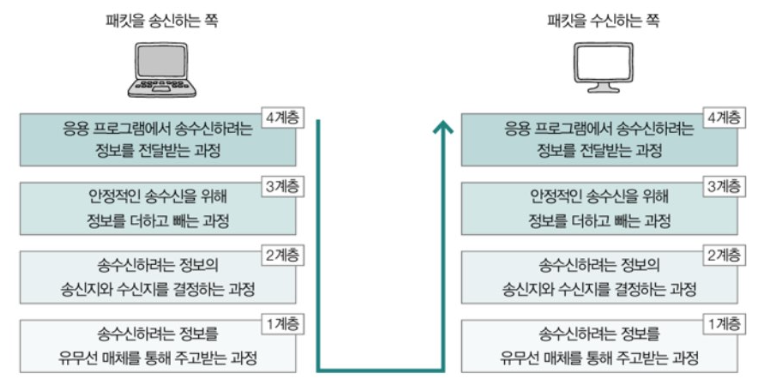 패킷을 송신하는 쪽
4계층
응용 프로그램에서 송수신하려는
정보를 전달받는 과정
3계층
안정적인 송수신을 위해
정보를 더하고 빼는 과정
2계층
송수신하려는 정보의
송신지와 수신지를 결정하는 과정
1계층
송수신하려는 정보를
유무선 매체를 통해 주고받는 과정
패킷을 수신하는 쪽
4계층
응용 프로그램에서 송수신하려는
정보를 전달받는 과정
3계층
안정적인 송수신을 위해
정보를 더하고 빼는 과정
2계층
송수신하려는 정보의
송신지와 수신지를 결정하는 과정
1계층
송수신하려는 정보를
유무선 매체를 통해 주고받는 과정